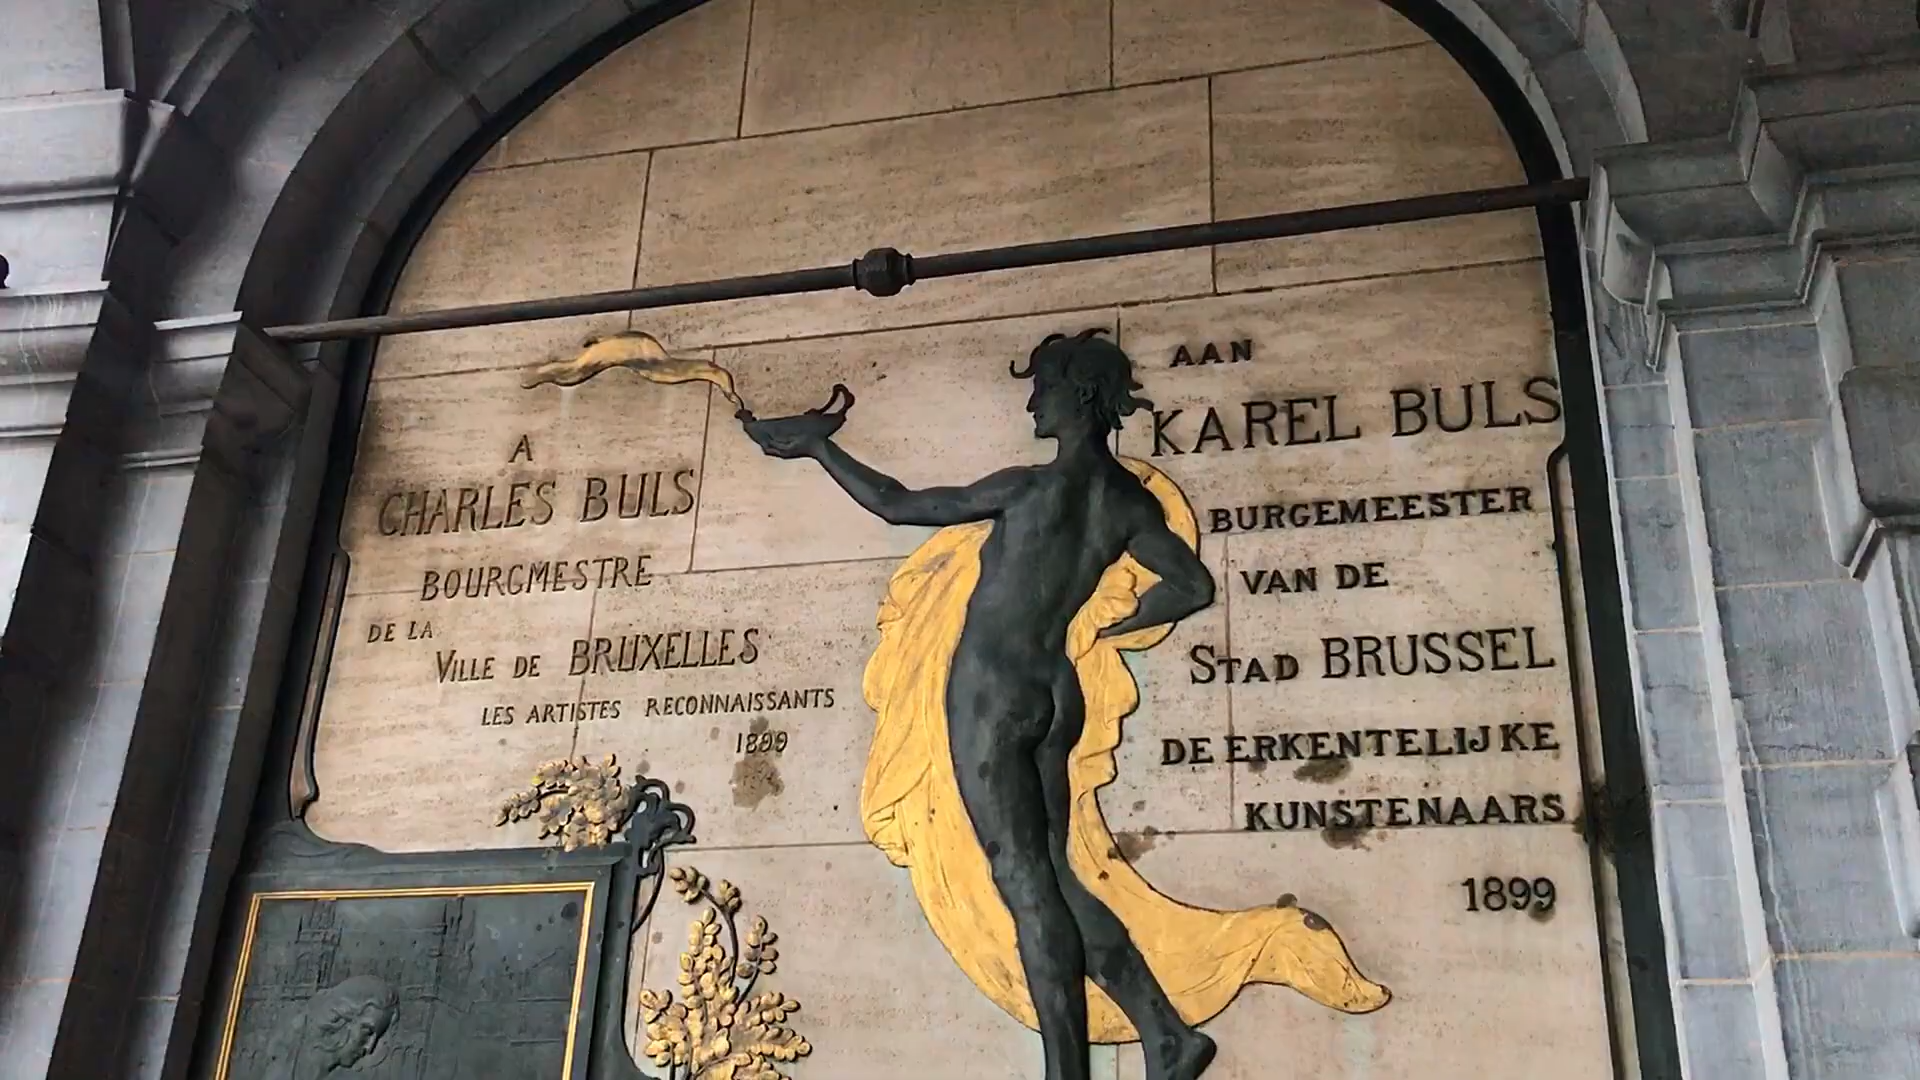 A
CHARLES BULS
BOURGMESTRE
DE LA
VILLE DE BRUXELLES
LES ARTISTES RECONNAISSANTS
1899
AAN
KAREL BULS
BURGEMEESTER
VAN DE
STAD BRUSSEL
DE ERKENTELIJKE
KUNSTENAARS
1899